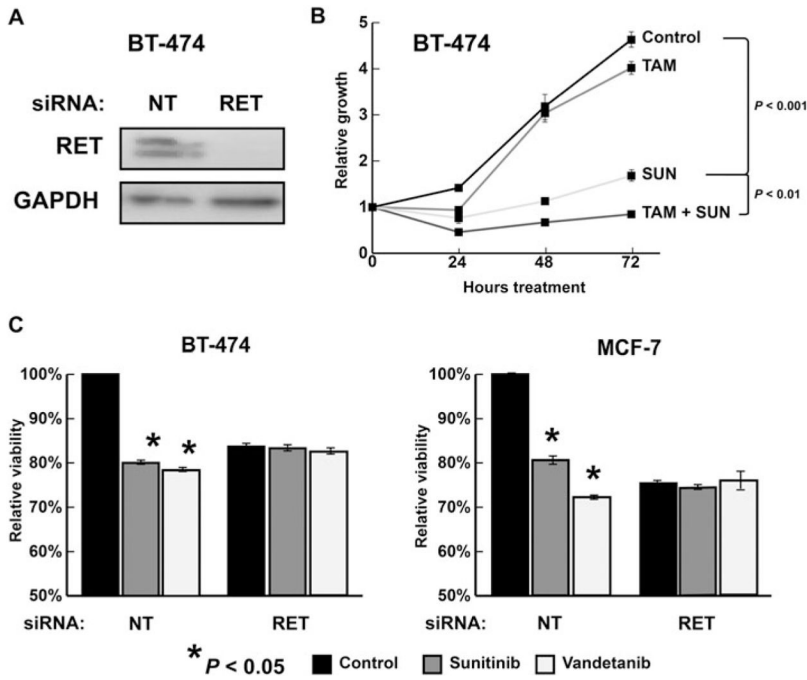 A
BT-474
siRNA: NT RET
RET
GAPDH
B
BT-474
Relative growth
5
4
3
2
1
0
0 24 48 72
Hours treatment
Control
TAM
SUN
TAM + SUN
P < 0.001
P < 0.01
C
BT-474
Relative viability
100%
90%
80%
70%
60%
50%
* *
siRNA: NT RET
MCF-7
Relative viability
100%
90%
80%
70%
60%
50%
* *
siRNA: NT RET
* P < 0.05 Control Sunitinib Vandetanib